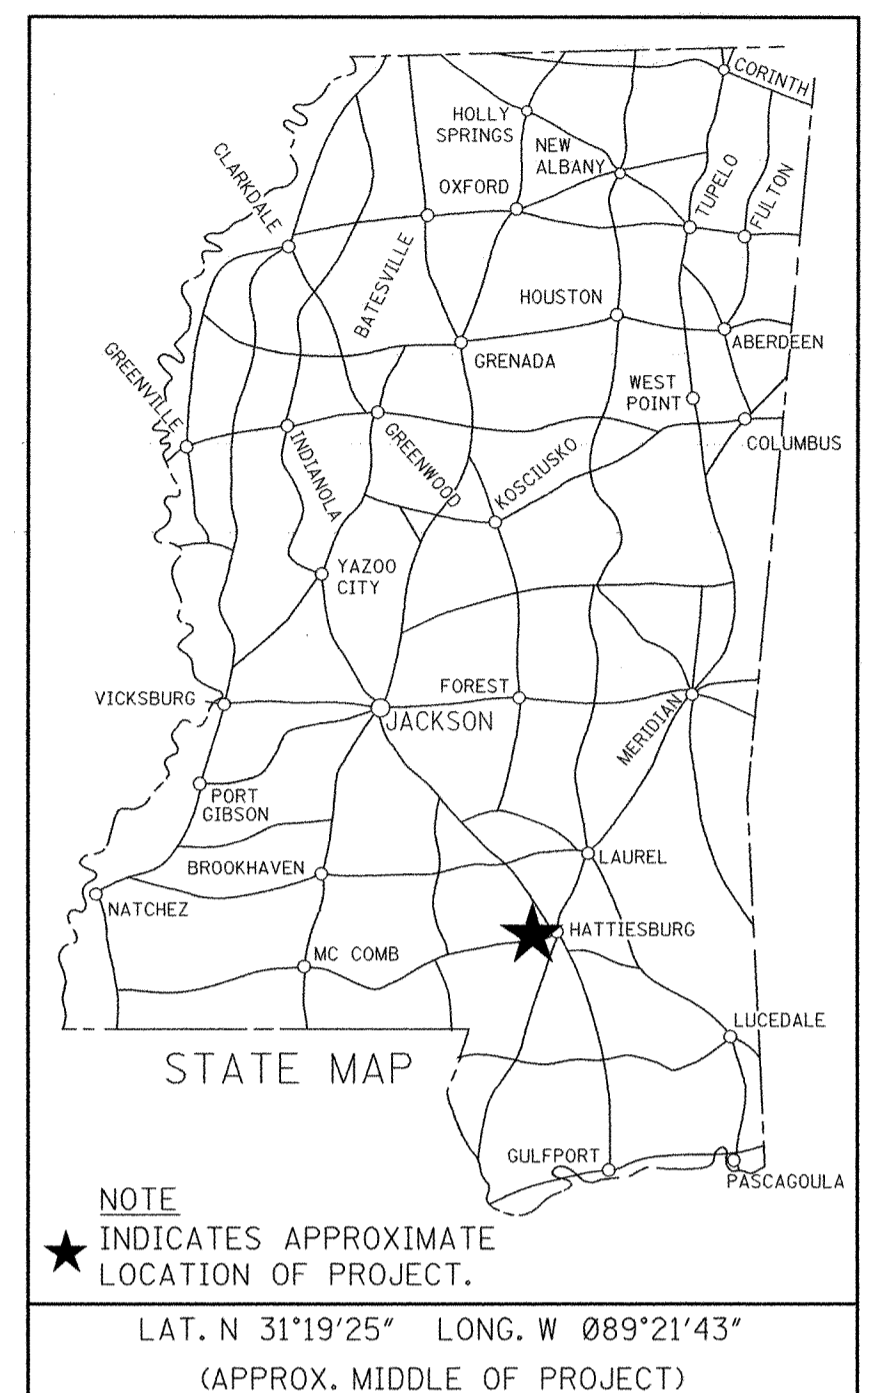 CORINTH
HOLLY
SPRINGS
NEW
ALBANY
CLARKDALE
OXFORD
TUPELO
FULTON
BATESVILLE
HOUSTON
ABERDEEN
GREENVILLE
GRENADA
WEST
POINT
COLUMBUS
INDIANOLA
GREENWOOD
KOSCIUSKO
YAZOO
CITY
VICKSBURG
FOREST
JACKSON
MERIDIAN
PORT
GIBSON
BROOKHAVEN
LAUREL
NATCHEZ
HATTIESBURG
MC COMB
LUCEDALE
STATE MAP
GULFPORT
PASCAGOULA
NOTE
INDICATES APPROXIMATE
LOCATION OF PROJECT.
LAT. N 31°19'25" LONG. W 089°21'43"
(APPROX. MIDDLE OF PROJECT)